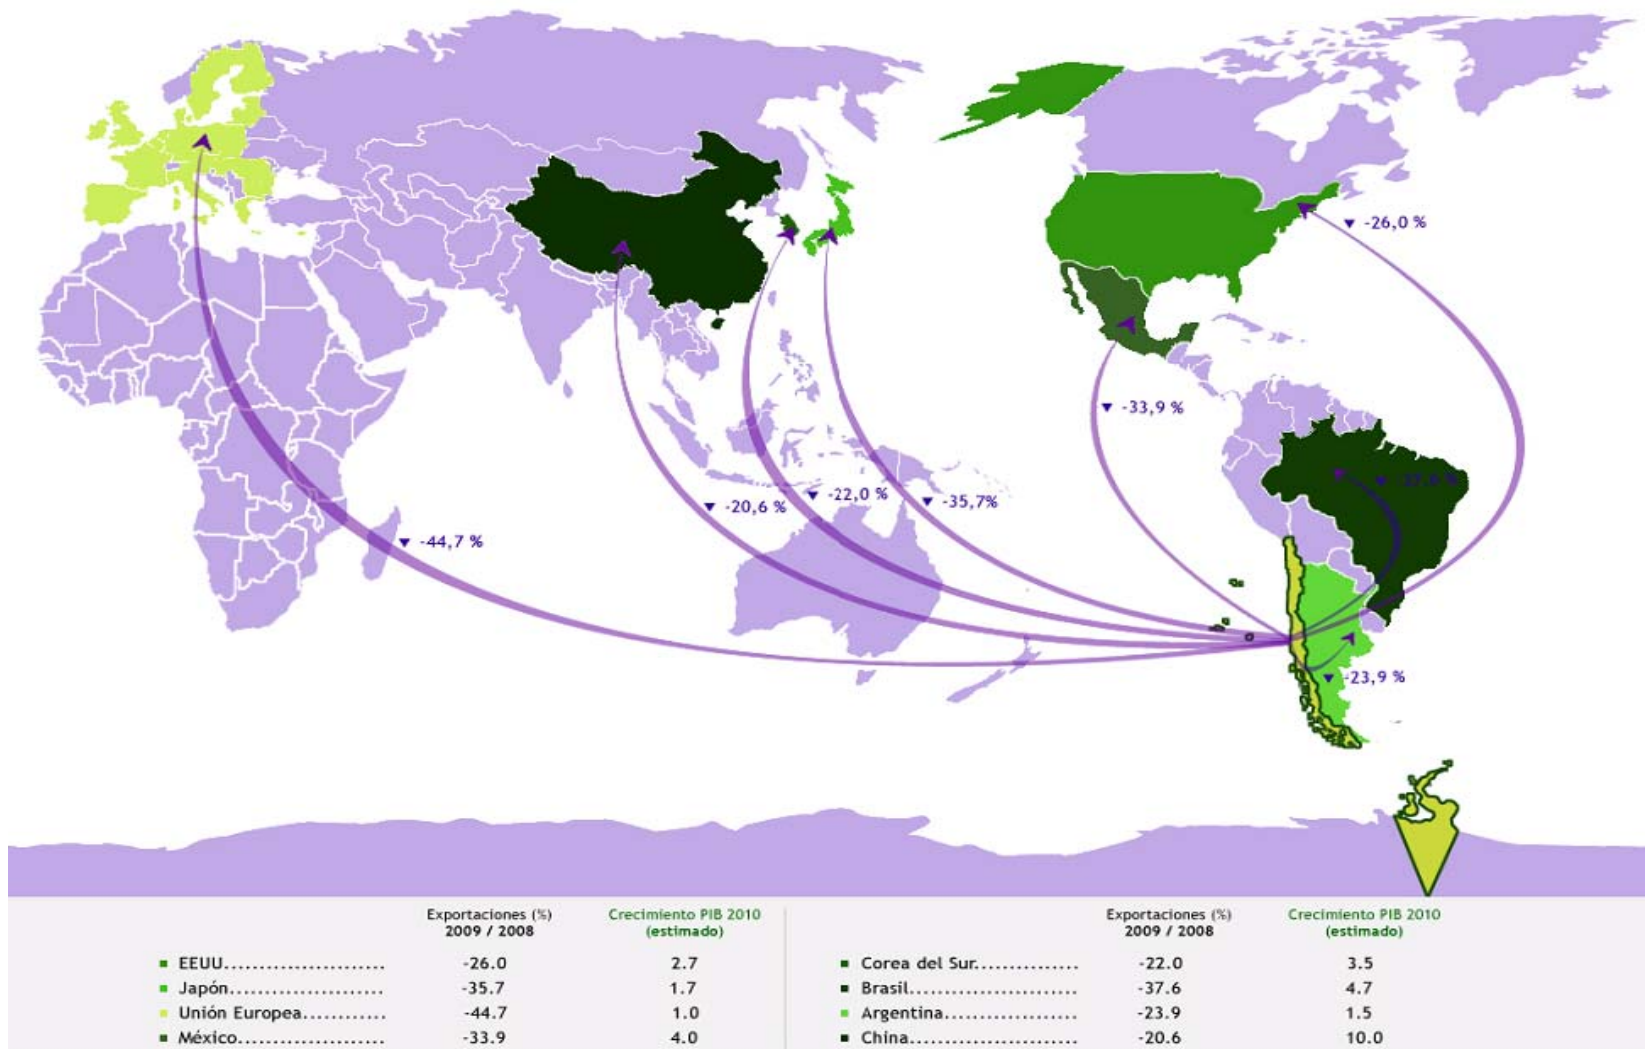 ▼ -26,0 %
▼ -33,9 %
▼ -37,6 %
▼ -20,6 %
▼ -22,0 %
▼ -35,7%
▼ -44,7 %
▼ -23,9 %
Exportaciones (%) Crecimiento PIB 2010
2009 / 2008 (estimado)
EEUU....................... -26.0 2.7
Japón....................... -35.7 1.7
Unión Europea............ -44.7 1.0
México..................... -33.9 4.0
Exportaciones (%) Crecimiento PIB 2010
2009 / 2008 (estimado)
Corea del Sur............... -22.0 3.5
Brasil........................ -37.6 4.7
Argentina................... -23.9 1.5
China....................... -20.6 10.0